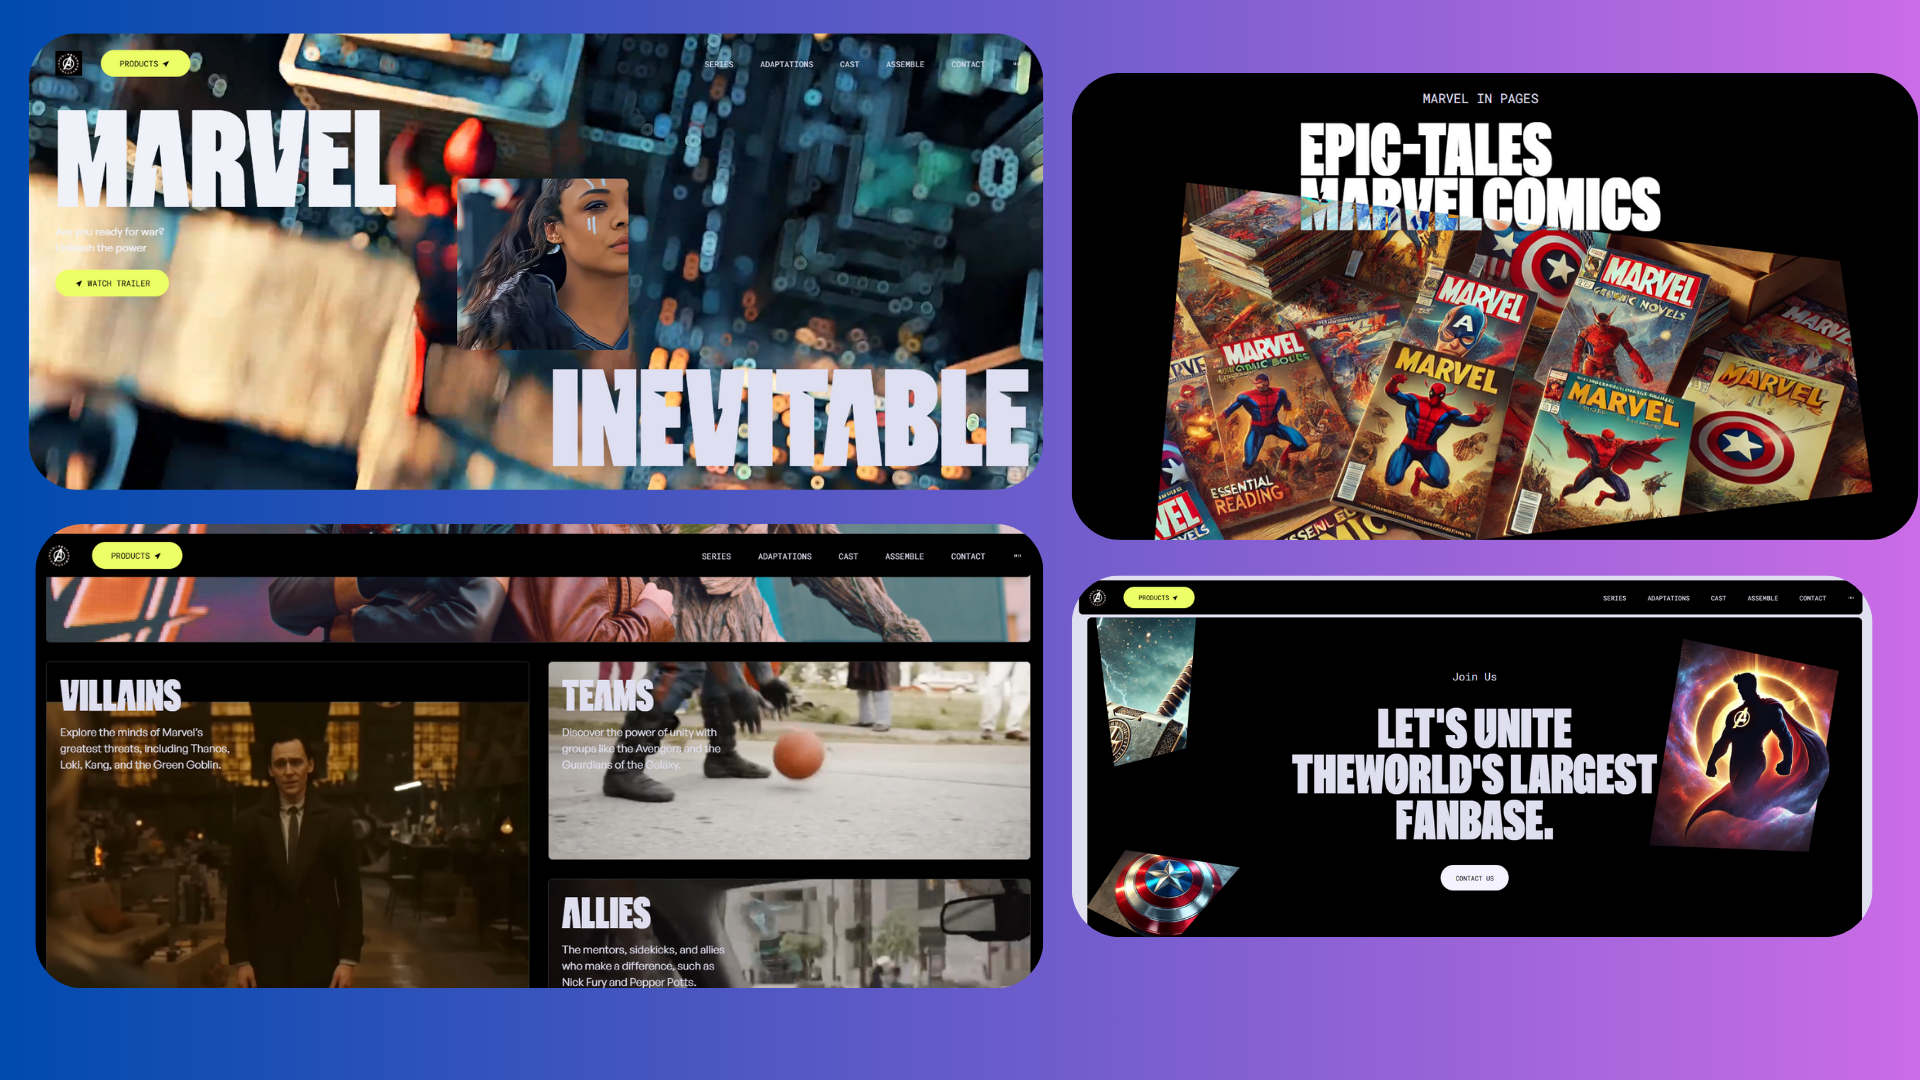 PRODUCTS
SERIES
ADAPTATIONS
CAST
ASSEMBLE
CONTACT
MARVEL
you ready for war?
the power
WATCH TRAILER
INEVITABLE
MARVEL IN PAGES
EPIC-TALES
MARVEL COMICS
MARVEL
MARVEL
MARVEL
MARVEL
MARVEL
MARVEL
ESSENTIAL
READING
PRODUCTS
SERIES
ADAPTATIONS
CAST
ASSEMBLE
CONTACT
VILLAINS
Explore the minds of Marvel's
greatest threats, including Thanos,
Loki, Kang, and the Green Goblin.
TEAMS
Discover the power of unity with
groups like the Avengers and the
Guardians of the Galaxy.
ALLIES
The mentors, sidekicks, and allies
who make a difference, such as
Nick Fury and Pepper Potts.
PRODUCTS
SERIES
ADAPTATIONS
CAST
ASSEMBLE
CONTACT
Join Us
LET'S UNITE
THEWORLD'S LARGEST
FANBASE.
CONTACT US